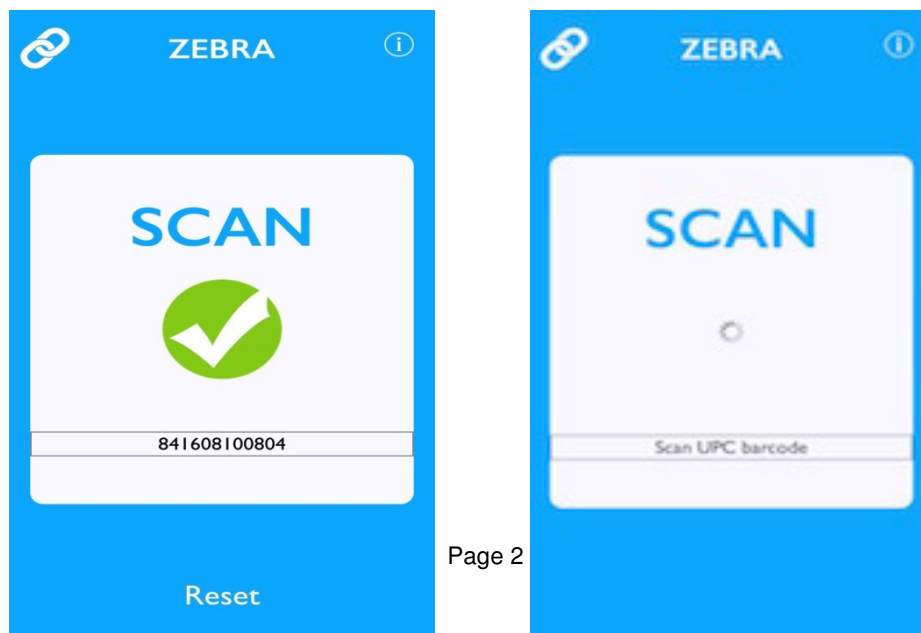 ZEBRA
SCAN
841608100804
Reset
Page 2
ZEBRA
SCAN
Scan UPC barcode